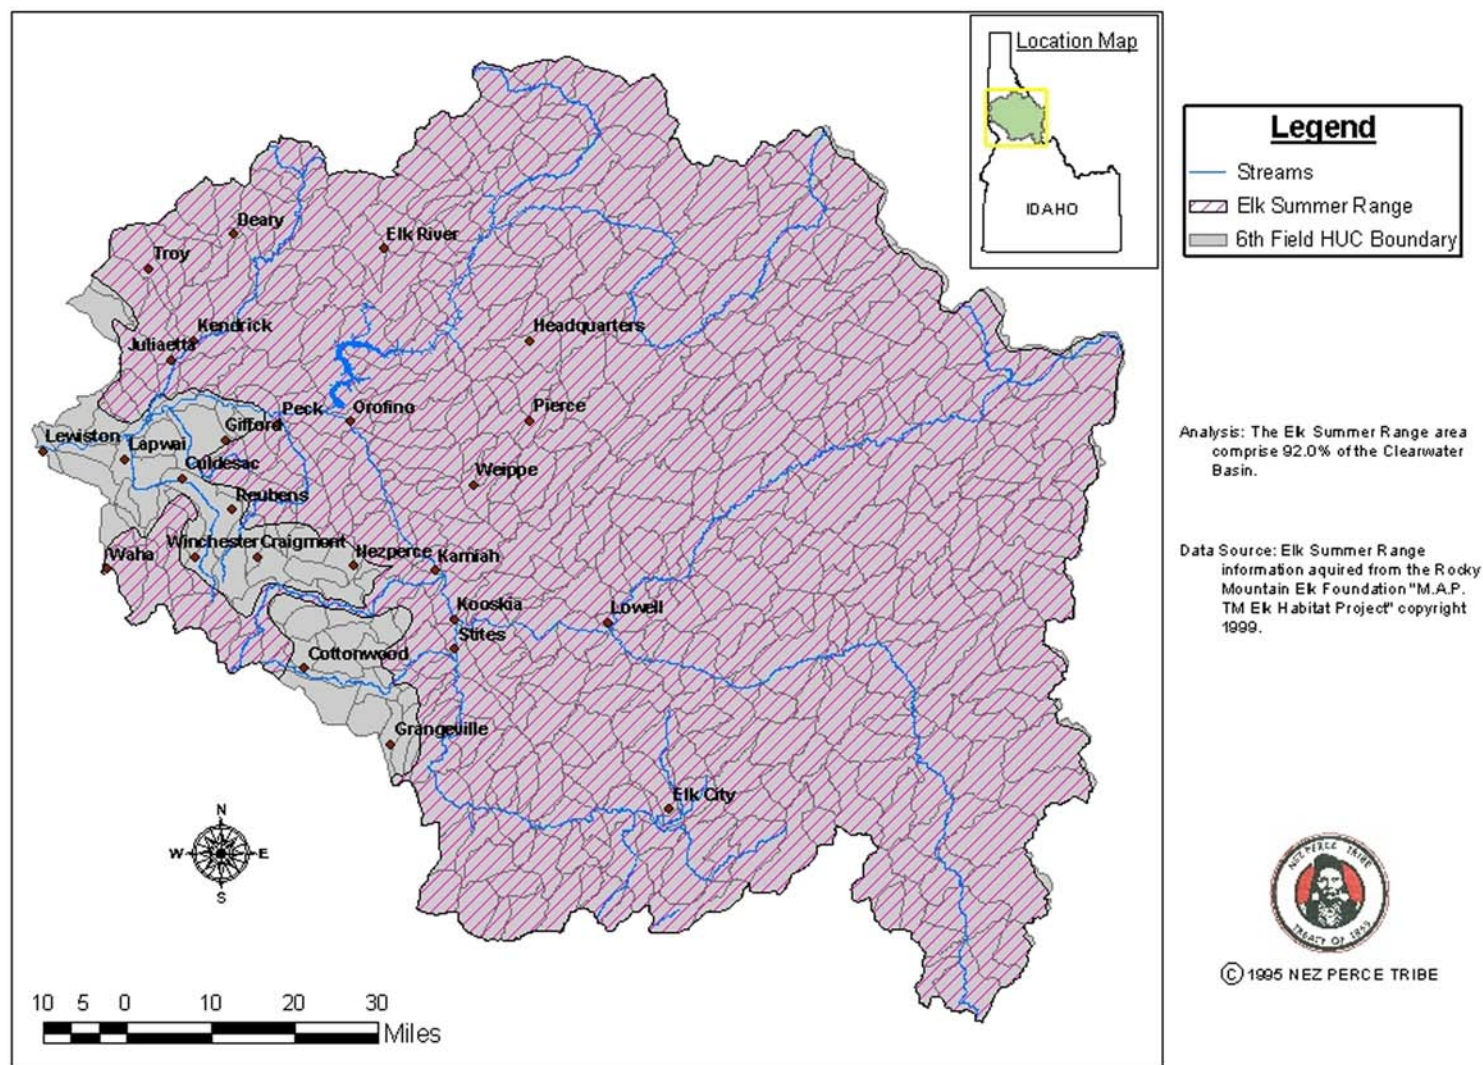 Location Map
IDAHO
Legend
Streams
Elk Summer Range
6th Field HUC Boundary
Deary
Elk River
Troy
Kendrick
Headquarters
Juliaetta
Peck
Orofino
Pierce
Gifford
Lewiston
Lapwai
Culdesac
Weippe
Reubens
Winchester
Craigmont
Nezperce
Kamiah
Waha
Kooskia
Lowell
Stites
Cottonwood
Grangeville
Elk City
Analysis: The Elk Summer Range area
comprise 92.0% of the Clearwater
Basin.
Data Source: Elk Summer Range
information aquired from the Rocky
Mountain Elk Foundation "M.A.P.
TM Elk Habitat Project" copyright
1999.
N
W E
S
NEZ PERCE TRIBE
TREATY OF 1855
© 1995 NEZ PERCE TRIBE
10 5 0 10 20 30
Miles